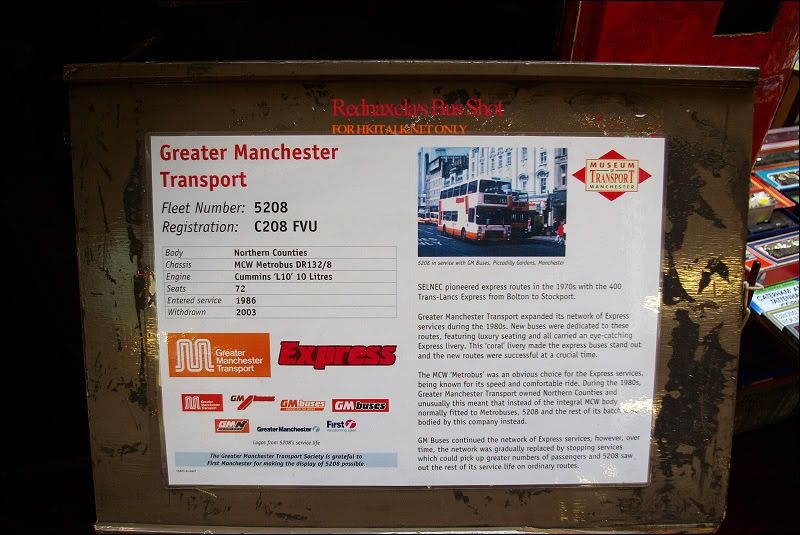 Rednaxela's Bus Shot
FOR HKITALK.NET ONLY
Greater Manchester
Transport
Fleet Number: 5208
Registration: C208 FVU
Body Northern Counties
Chassis MCW Metrobus DR132/8
Engine Cummins 'L10' 10 Litres
Seats 72
Entered service 1986
Withdrawn 2003
Greater
Manchester
Transport
Express
Greater
Manchester
Transport
GM
GMbuses
GMbuses
GMN
GreaterManchester
First
Logos from 5208's service life
The Greater Manchester Transport Society is grateful to
First Manchester for making the display of 5208 possible.
MUSEUM
OF
TRANSPORT
MANCHESTER
5208 in service with GM Buses, Piccadilly Gardens, Manchester
SELNEC pioneered express routes in the 1970s with the 400
Trans-Lancs Express from Bolton to Stockport.
Greater Manchester Transport expanded its network of Express
services during the 1980s. New buses were dedicated to these
routes, featuring luxury seating and all carried an eye-catching
Express livery. This 'coral' livery made the express buses stand out
and the new routes were successful at a crucial time.
The MCW 'Metrobus' was an obvious choice for the Express services,
being known for its speed and comfortable ride. During the 1980s,
Greater Manchester Transport owned Northern Counties and
unusually this meant that instead of the integral MCW body
normally fitted to Metrobuses, 5208 and the rest of its batch
bodied by this company instead.
GM Buses continued the network of Express services, however, over
time, the network was gradually replaced by stopping services
which could pick up greater numbers of passengers and 5208 saw
out the rest of its service life on ordinary routes.
CATERHAM